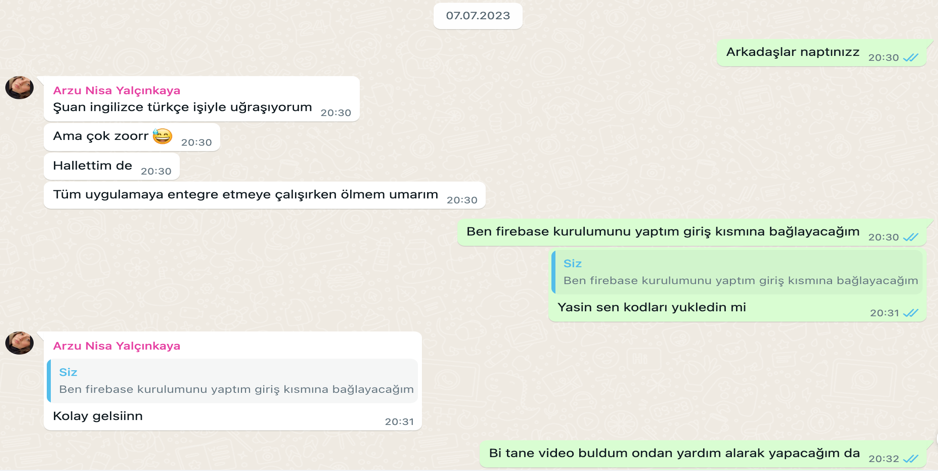 07.07.2023
Arkadaşlar naptınızz 20:30
Arzu Nisa Yalçınkaya
Şuan ingilizce türkçe işiyle uğraşıyorum 20:30
Ama çok zoorr 😅 20:30
Hallettim de 20:30
Tüm uygulamaya entegre etmeye çalışırken ölmem umarım 20:30
Ben firebase kurulumunu yaptım giriş kısmına bağlayacağım 20:30
Siz
Ben firebase kurulumunu yaptım giriş kısmına bağlayacağım
Yasin sen kodları yukledin mi 20:31
Arzu Nisa Yalçınkaya
Siz
Ben firebase kurulumunu yaptım giriş kısmına bağlayacağım
Kolay gelsiinn 20:31
Bi tane video buldum ondan yardım alarak yapacağım da 20:32